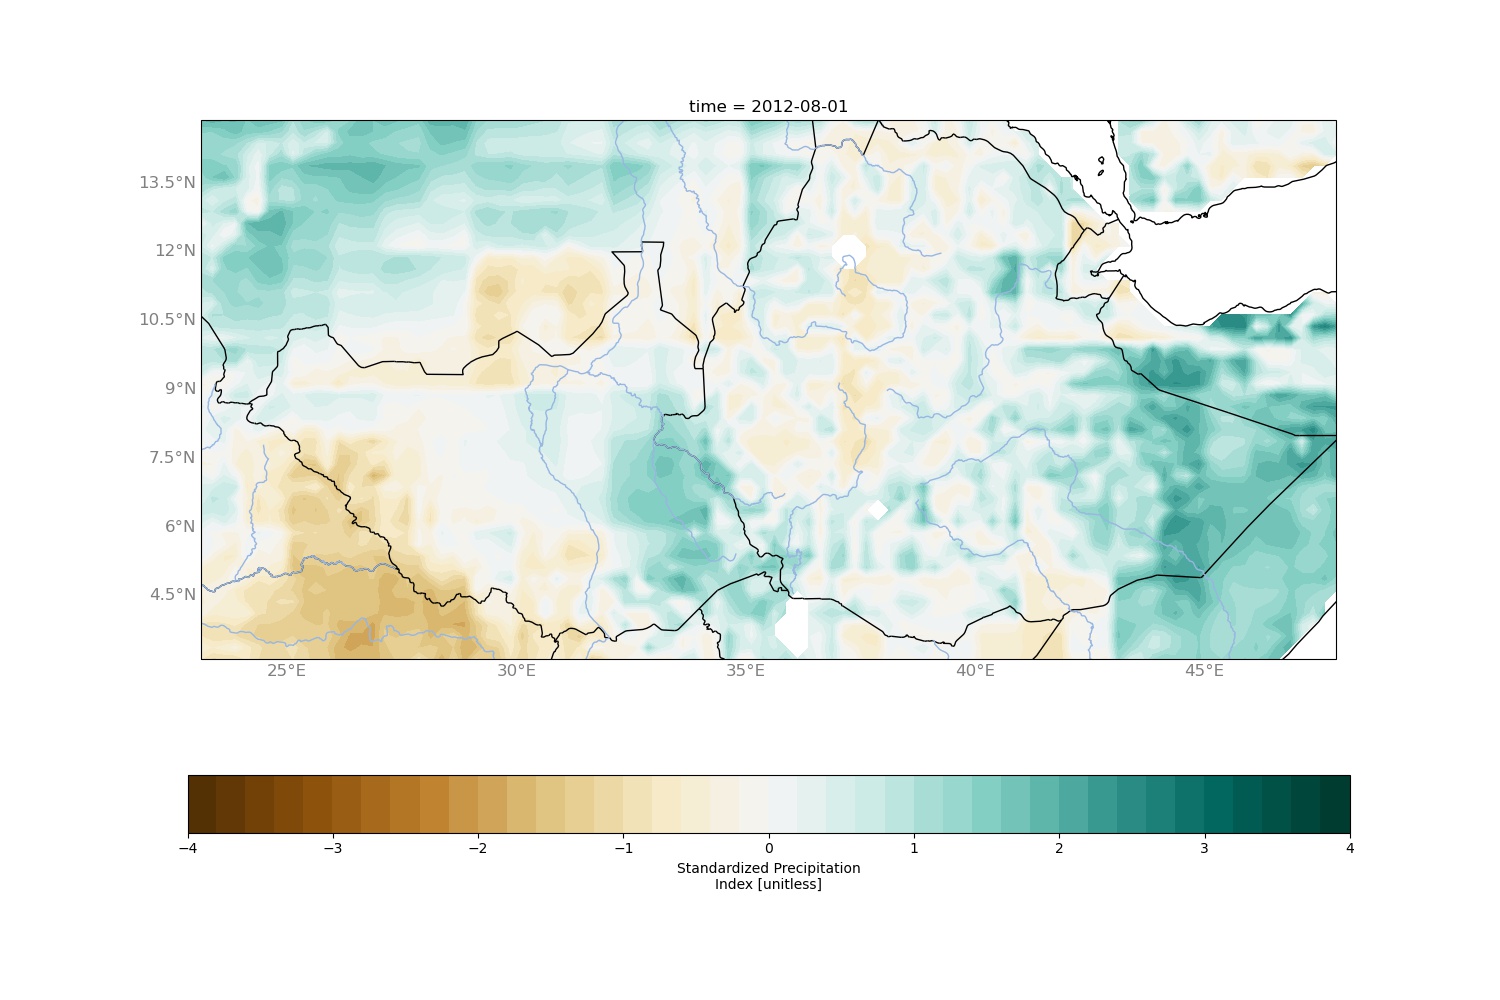 time = 2012-08-01
13.5°N
12°N
10.5°N
9°N
7.5°N
6°N
4.5°N
25°E 30°E 35°E 40°E 45°E
−4 −3 −2 −1 0 1 2 3 4
Standardized Precipitation
Index [unitless]